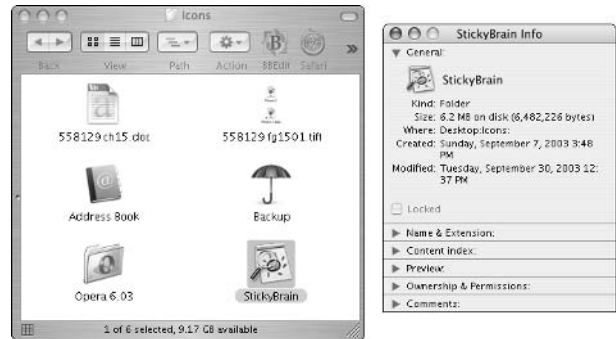 Icons
Back View Path Action BBEdit Safari
558129 ch15.doc
558129 fg1501.tift
Address Book
Backup
Opera 6.03
StickyBrain
1 of 6 selected, 9.17 GB available
StickyBrain Info
General:
StickyBrain
Kind: Folder
Size: 6.2 MB on disk (6,482,226 bytes)
Where: Desktop:Icons:
Created: Sunday, September 7, 2003 3:48
PM
Modified: Tuesday, September 30, 2003 12:
37 PM
Locked
Name & Extension:
Content index:
Preview:
Ownership & Permissions:
Comments: